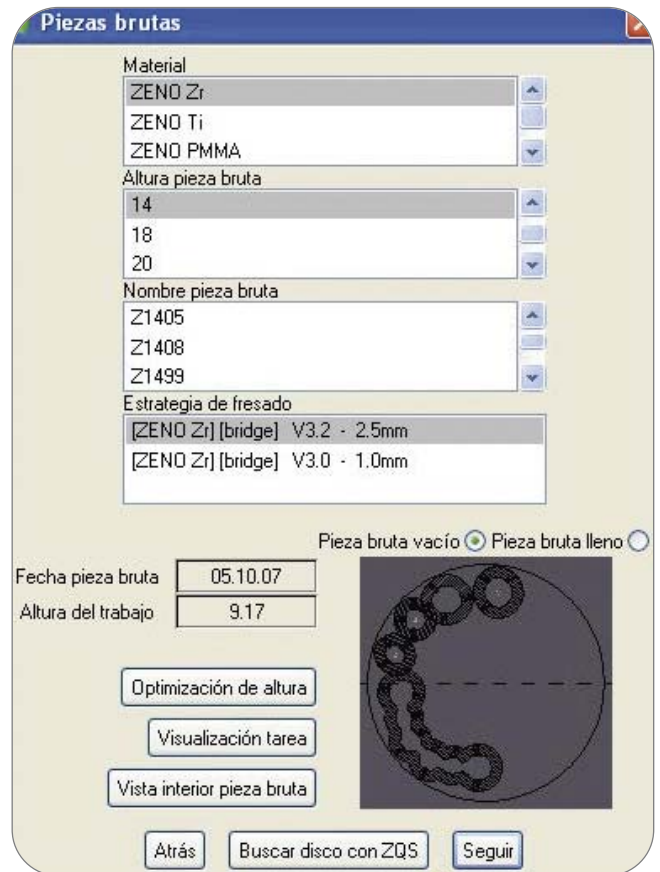 Piezas brutas
Material
ZENO Zr
ZENO Ti
ZENO PMMA
Altura pieza bruta
14
18
20
Nombre pieza bruta
Z1405
Z1408
Z1499
Estrategia de fresado
[ZENO Zr] [bridge] V3.2 - 2.5mm
[ZENO Zr] [bridge] V3.0 - 1.0mm
Pieza bruta vacío Pieza bruta lleno
Fecha pieza bruta 05.10.07
Altura del trabajo 9.17
Optimización de altura
Visualización tarea
Vista interior pieza bruta
Atrás Buscar disco con ZQS Seguir